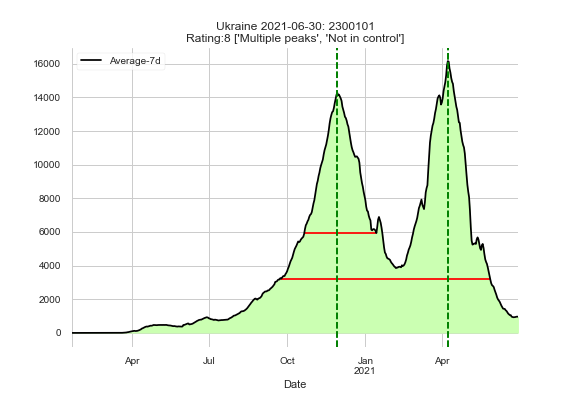 Ukraine 2021-06-30: 2300101
Rating:8 ['Multiple peaks', 'Not in control']
Average-7d
16000
14000
12000
10000
8000
6000
4000
2000
0
Apr
Jul
Oct
Jan
2021
Apr
Date